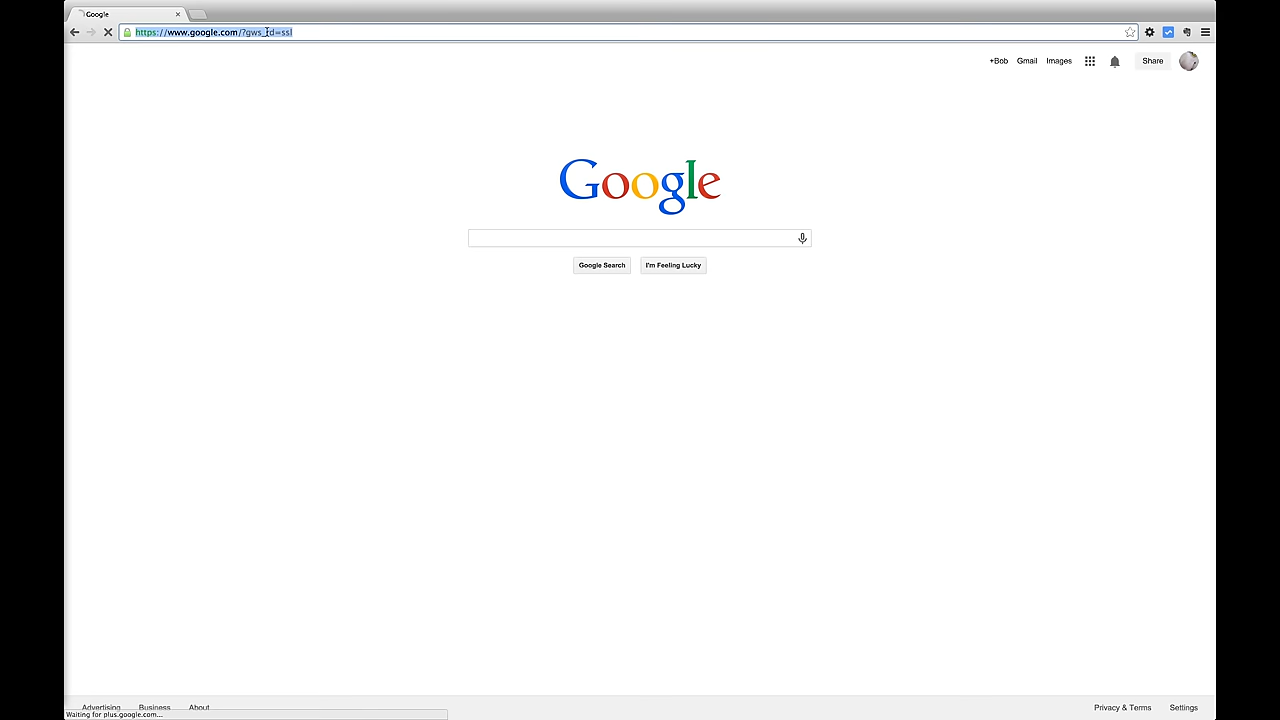 Google
https://www.google.com/?gws_rd=ssl
+Bob Gmail Images Share
Google
Google Search I'm Feeling Lucky
Advertising Business About Privacy & Terms Settings
Waiting for plus.google.com...